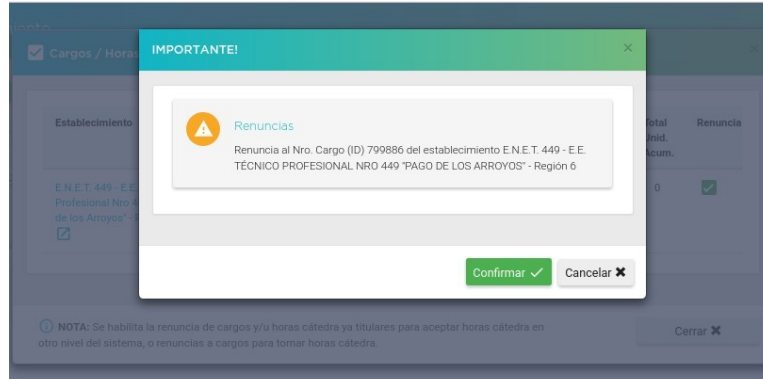 miento
Cargos / Horas
IMPORTANTE!
Renuncias
Renuncia al Nro. Cargo (ID) 799886 del establecimiento E.N.E.T. 449 - E.E.
TÉCNICO PROFESIONAL NRO 449 "PAGO DE LOS ARROYOS" - Región 6
Establecimiento
Total
Unid.
Acum.
Renuncia
E.N.E.T. 449 - E.E.
Profesional Nro 4
de los Arroyos" - R
0
Confirmar
Cancelar
NOTA: Se habilita la renuncia de cargos y/u horas cátedra ya titulares para aceptar horas cátedra en
otro nivel del sistema, o renuncias a cargos para tomar horas cátedra.
Cerrar